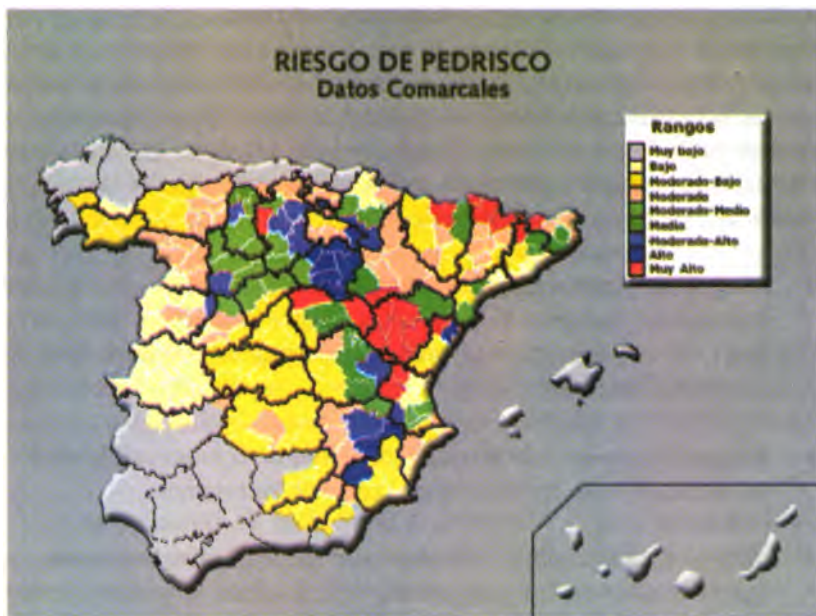 RIESGO DE PEDRISCO
Datos Comarcales
Rangos
Muy bajo
Bajo
Moderado-Bajo
Moderado
Moderado-Medio
Medio
Moderado-Alto
Alto
Muy Alto